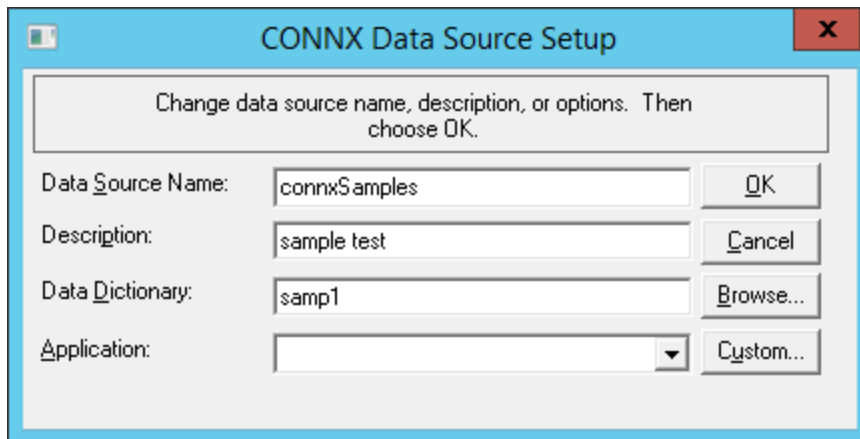 CONNX Data Source Setup
x
Change data source name, description, or options. Then
choose OK.
Data Source Name: connxSamples OK
Description: sample test Cancel
Data Dictionary: samp1 Browse...
Application: Custom...